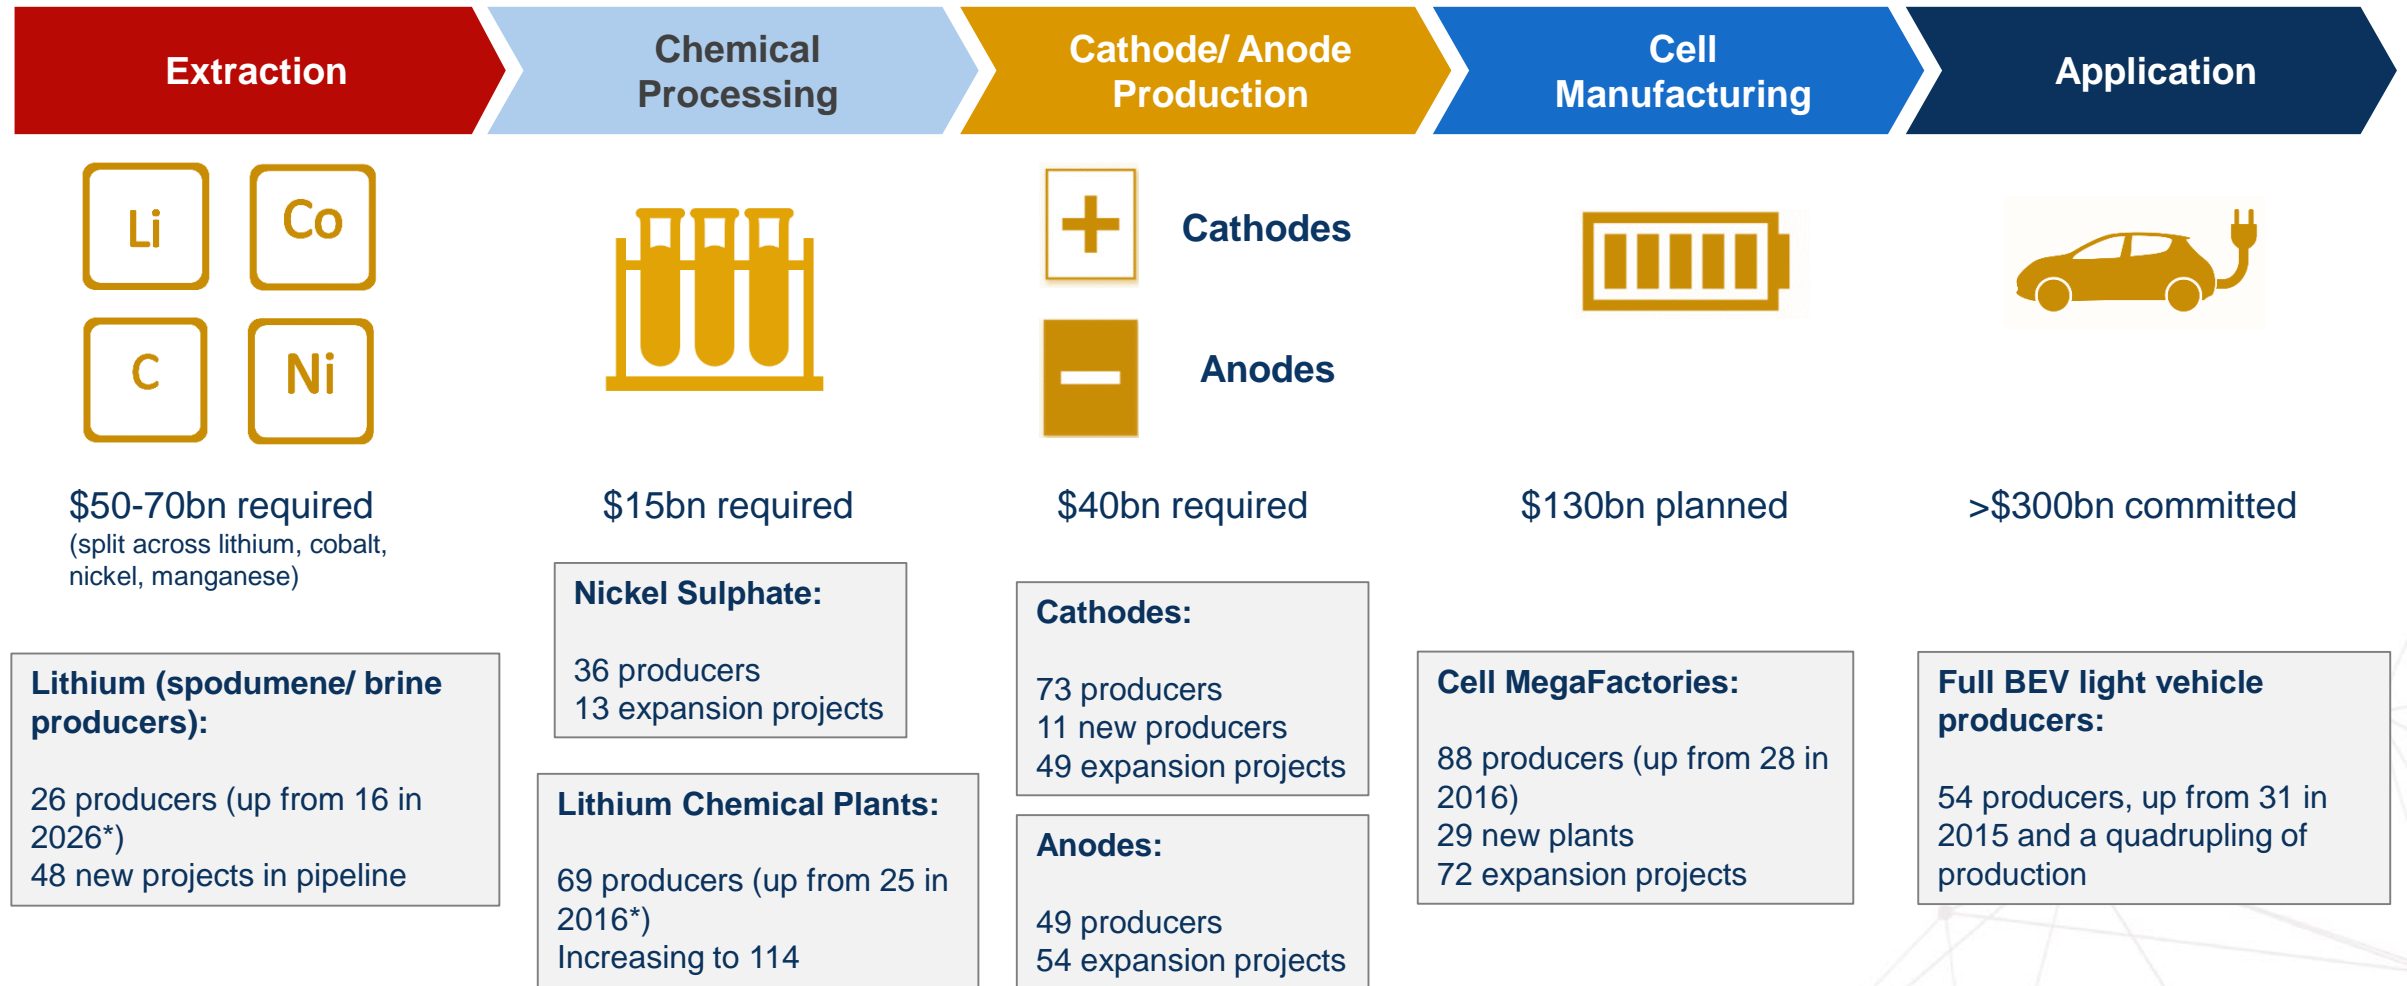 Extraction
Chemical
Processing
Cathode/ Anode
Production
Cell
Manufacturing
Application
Li
Co
C
Ni
+
Cathodes
−
Anodes
$50-70bn required
(split across lithium, cobalt,
nickel, manganese)
$15bn required
$40bn required
$130bn planned
>$300bn committed
Lithium (spodumene/ brine
producers):
26 producers (up from 16 in
2026*)
48 new projects in pipeline
Nickel Sulphate:
36 producers
13 expansion projects
Lithium Chemical Plants:
69 producers (up from 25 in
2016*)
Increasing to 114
Cathodes:
73 producers
11 new producers
49 expansion projects
Anodes:
49 producers
54 expansion projects
Cell MegaFactories:
88 producers (up from 28 in
2016)
29 new plants
72 expansion projects
Full BEV light vehicle
producers:
54 producers, up from 31 in
2015 and a quadrupling of
production